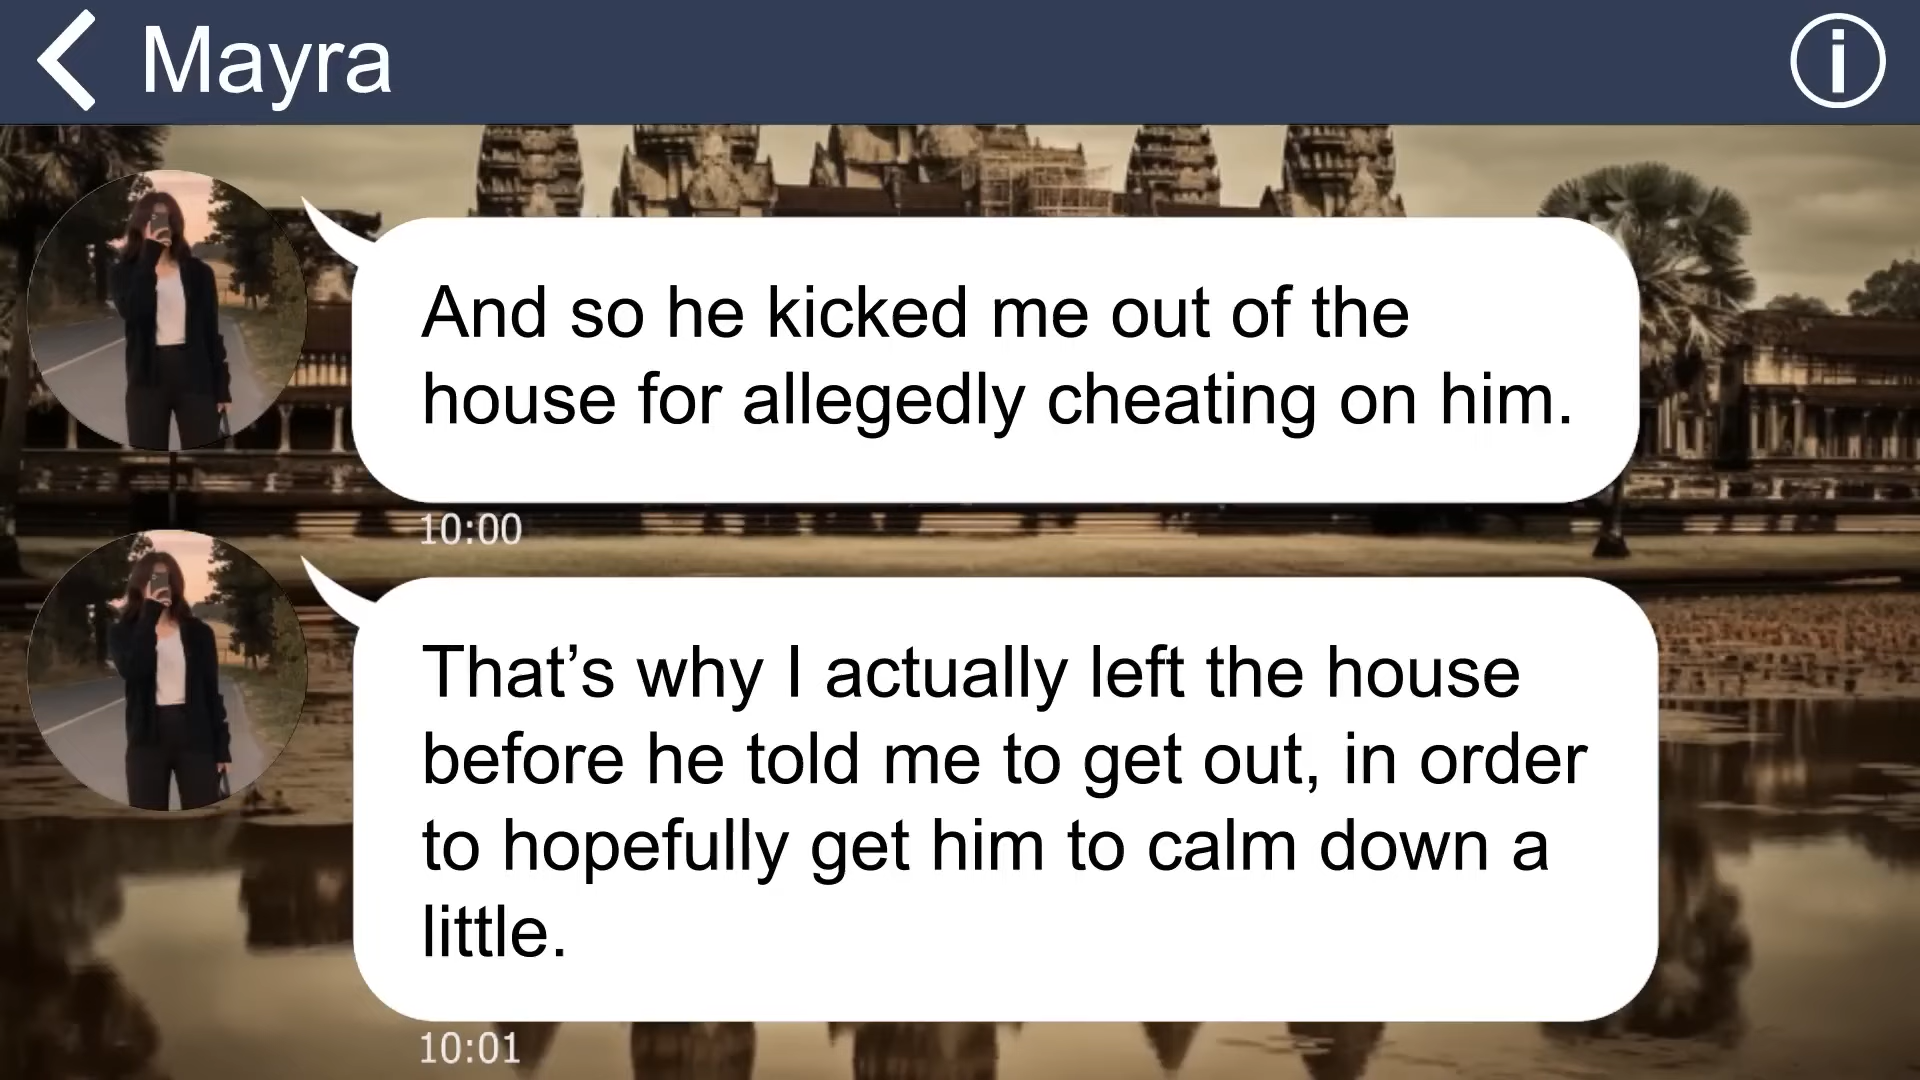 Mayra
And so he kicked me out of the
house for allegedly cheating on him.
10:00
That’s why I actually left the house
before he told me to get out, in order
to hopefully get him to calm down a
little.
10:01